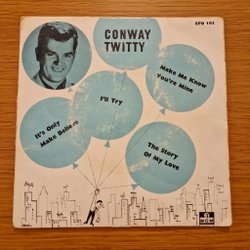 EPD 101
CONWAY
TWITTY
Make Me Know
You're Mine
I'll Try
It's Only
Make Believe
The Story
Of My Love
MGM